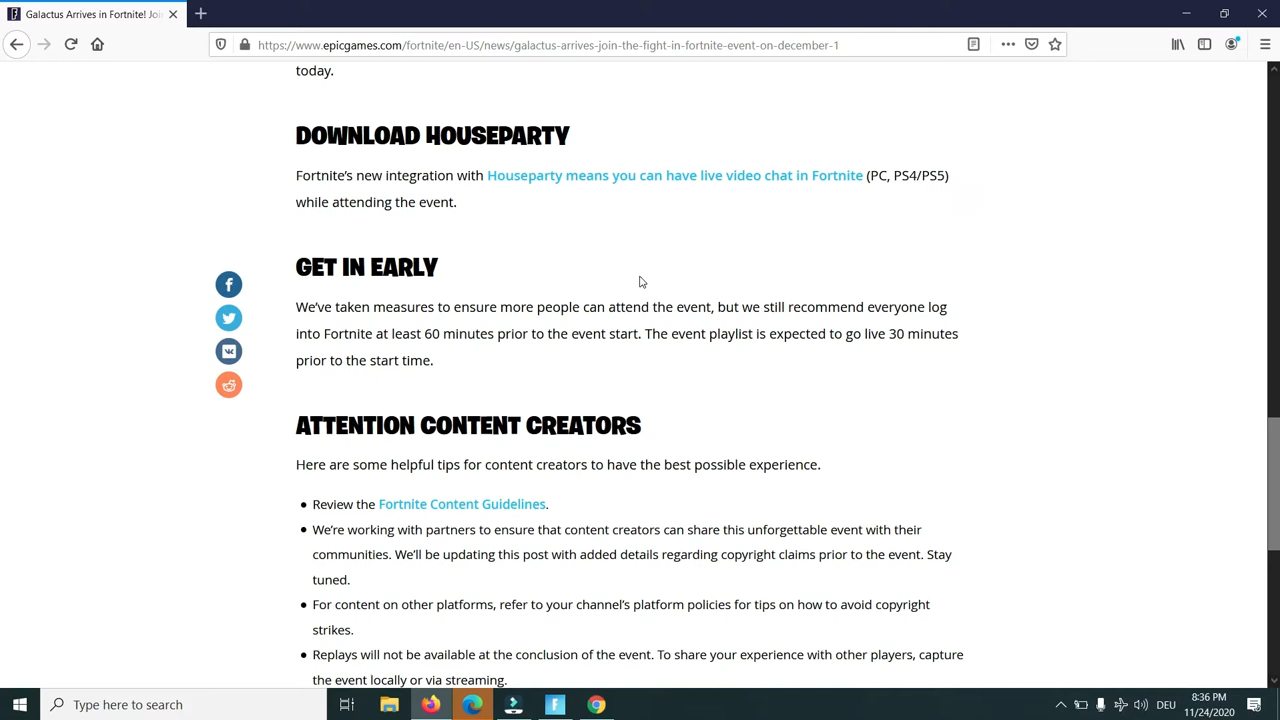 Galactus Arrives in Fortnite! Joi
https://www.epicgames.com/fortnite/en-US/news/galactus-arrives-join-the-fight-in-fortnite-event-on-december-1
today.
DOWNLOAD HOUSEPARTY
Fortnite's new integration with Houseparty means you can have live video chat in Fortnite (PC, PS4/PS5)
while attending the event.
GET IN EARLY
We've taken measures to ensure more people can attend the event, but we still recommend everyone log
into Fortnite at least 60 minutes prior to the event start. The event playlist is expected to go live 30 minutes
prior to the start time.
ATTENTION CONTENT CREATORS
Here are some helpful tips for content creators to have the best possible experience.
Review the Fortnite Content Guidelines.
We're working with partners to ensure that content creators can share this unforgettable event with their
communities. We'll be updating this post with added details regarding copyright claims prior to the event. Stay
tuned.
For content on other platforms, refer to your channel's platform policies for tips on how to avoid copyright
strikes.
Replays will not be available at the conclusion of the event. To share your experience with other players, capture
the event locally or via streaming.
Type here to search
DEU
8:36 PM
11/24/2020